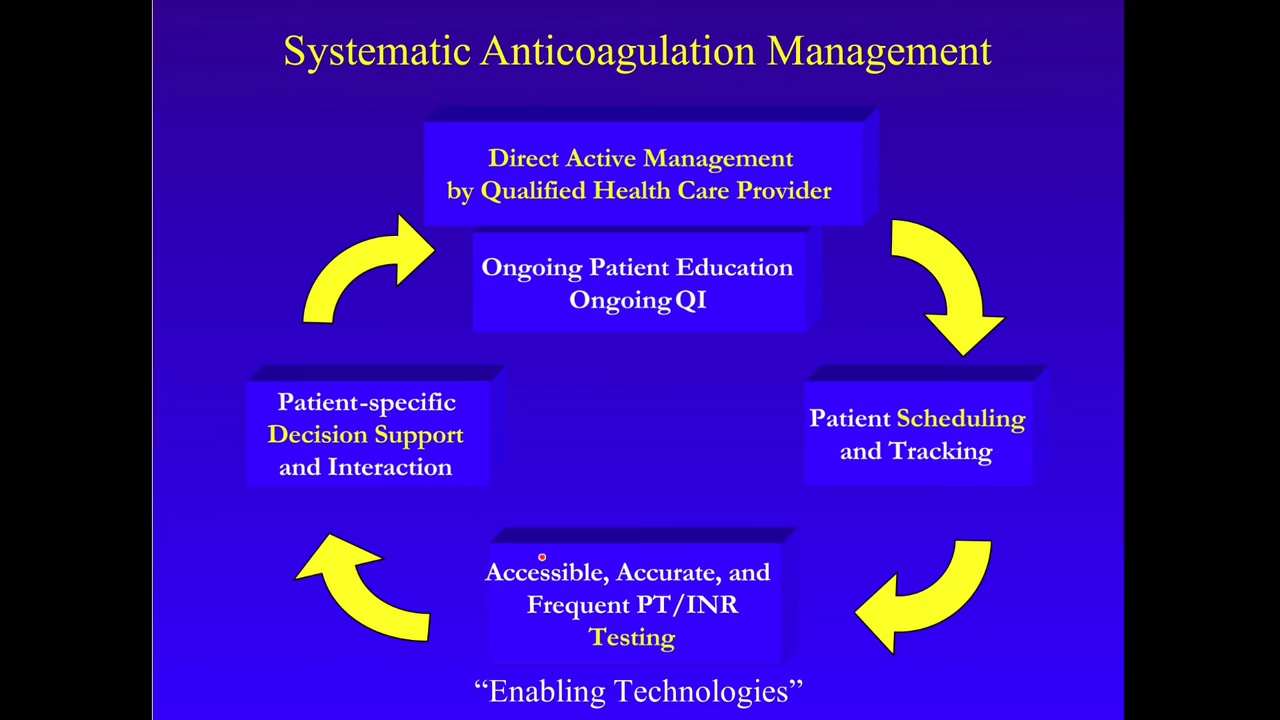 Systematic Anticoagulation Management
Direct Active Management
by Qualified Health Care Provider
Ongoing Patient Education
Ongoing QI
Patient-specific
Decision Support
and Interaction
Patient Scheduling
and Tracking
Accessible, Accurate, and
Frequent PT/INR
Testing
“Enabling Technologies”